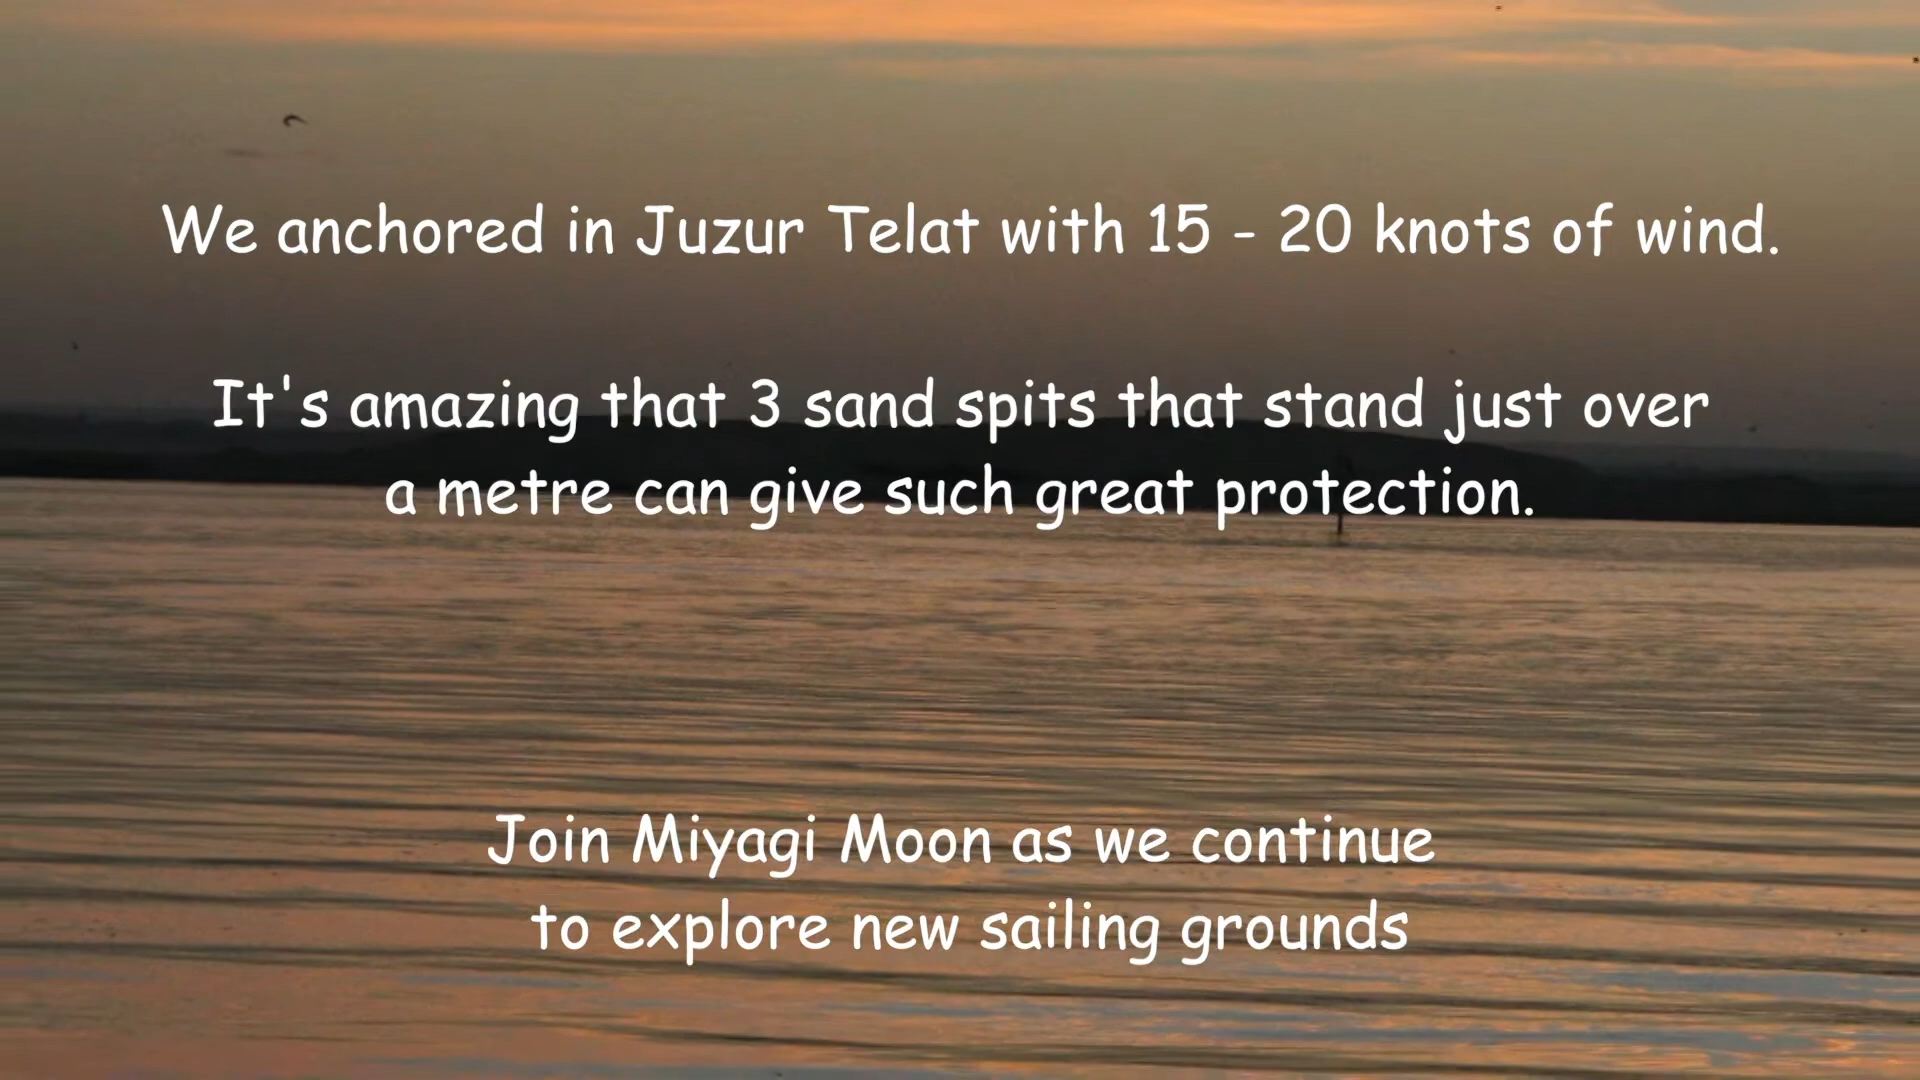 We anchored in Juzur Telat with 15 - 20 knots of wind.
It's amazing that 3 sand spits that stand just over
a metre can give such great protection.
Join Miyagi Moon as we continue
to explore new sailing grounds